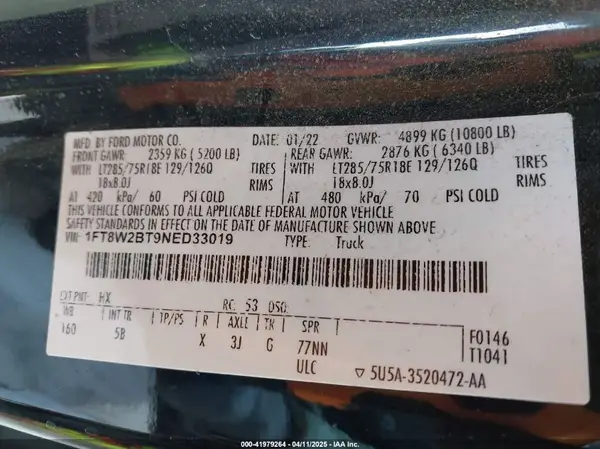 MFD. BY FORD MOTOR CO. DATE: 01/22 GVWR: 4899 KG (10800 LB)
FRONT GAWR: 2359 KG (5200 LB) REAR GAWR: 2876 KG (6340 LB)
WITH LT285/75R18E 129/126Q TIRES WITH LT285/75R18E 129/126Q TIRES
18x8.0J RIMS 18x8.0J RIMS
AT 420 kPa/ 60 PSI COLD AT 480 kPa/ 70 PSI COLD
THIS VEHICLE CONFORMS TO ALL APPLICABLE FEDERAL MOTOR VEHICLE
SAFETY STANDARDS IN EFFECT ON THE DATE OF MANUFACTURE SHOWN ABOVE.
VIN: 1FT8W2BT9NED33019 TYPE: Truck
EXT PNT: HX RC: 53 DSO:
WB INT TR TP/PS R AXLE TR SPR F0146
160 5B X 3J G 77NN T1041
ULC ▽ 5U5A-3520472-AA
000-41979264 - 04/11/2025 - IAA Inc.